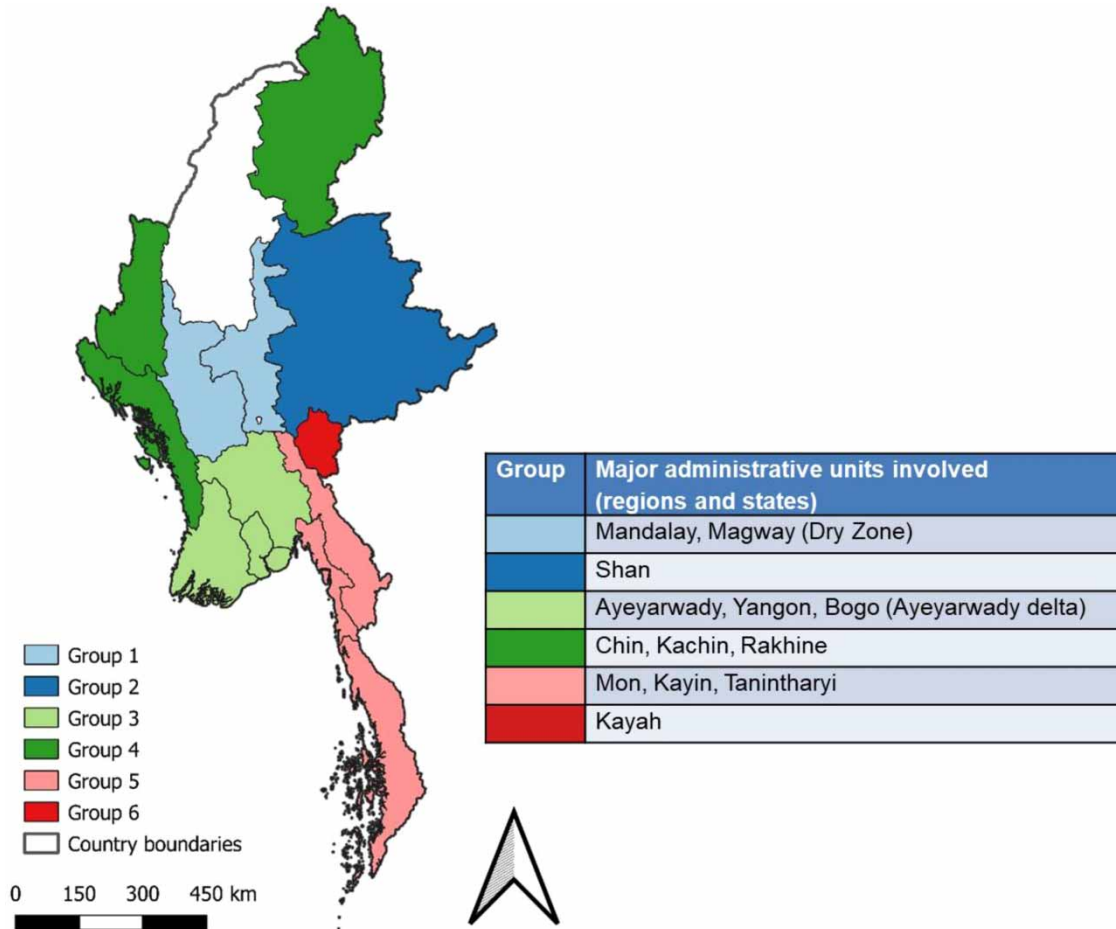 Group Major administrative units involved
(regions and states)
Mandalay, Magway (Dry Zone)
Shan
Ayeyarwady, Yangon, Bogo (Ayeyarwady delta)
Chin, Kachin, Rakhine
Mon, Kayin, Tanintharyi
Kayah
Group 1
Group 2
Group 3
Group 4
Group 5
Group 6
Country boundaries
0 150 300 450 km